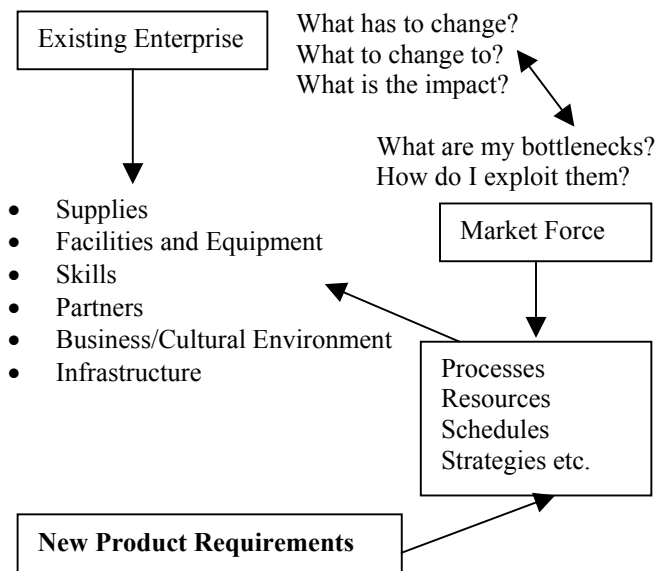 Existing Enterprise
What has to change?
What to change to?
What is the impact?
What are my bottlenecks?
How do I exploit them?
• Supplies
• Facilities and Equipment
• Skills
• Partners
• Business/Cultural Environment
• Infrastructure
Market Force
Processes
Resources
Schedules
Strategies etc.
New Product Requirements